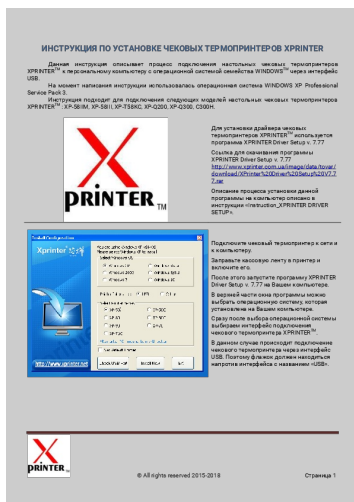 ИНСТРУКЦИЯ ПО УСТАНОВКЕ ЧЕКОВЫХ ТЕРМОПРИНТЕРОВ XPRINTER
Данная инструкция описывает процесс подключения настольных чековых термопринтеров
XPRINTER™ к персональному компьютеру с операционной системой семейства WINDOWS™ через интерфейс
USB.
На момент написания инструкции использовалась операционная система WINDOWS XP Professional
Service Pack 3.
Инструкция подходит для подключения следующих моделей настольных чековых термопринтеров
XPRINTER™: XP-58IIM, XP-58II, XP-T58KC, XP-Q200, XP-Q300, C300H.
Для установки драйвера чековых
термопринтеров XPRINTER™ используется
программа XPRINTER Driver Setup v. 7.77
Ссылка для скачивания программы
XPRINTER Driver Setup v. 7.77
http://www.xprinter.com.ua/image/data/tovar/
download/XPrinter%20Driver%20Setup%20V7.7
7.rar
Описание процесса установки данной
программы на компьютер описано в
инструкции «Instruction_XPRINTER DRIVER
SETUP».
PRINTER TM
Xprinter
http://www.xprinter.net
Подключите чековый термопринтер к сети и
к компьютеру.
Заправьте кассовую ленту в принтер и
включите его.
После этого запустите программу XPRINTER
Driver Setup v. 7.77 на Вашем компьютере.
В верхней части окна программы можно
выбрать операционную систему, которая
установлена на Вашем компьютере.
Сразу после выбора операционной системы
выбираем интерфейс подключения
чекового термопринтера XPRINTER™.
В данном случае происходит подключение
чекового термопринтера через интерфейс
USB. Поэтому флажок должен находиться
напротив интерфейса с названием «USB».
PRINTER
© All rights reserved 2015-2018
Страница 1